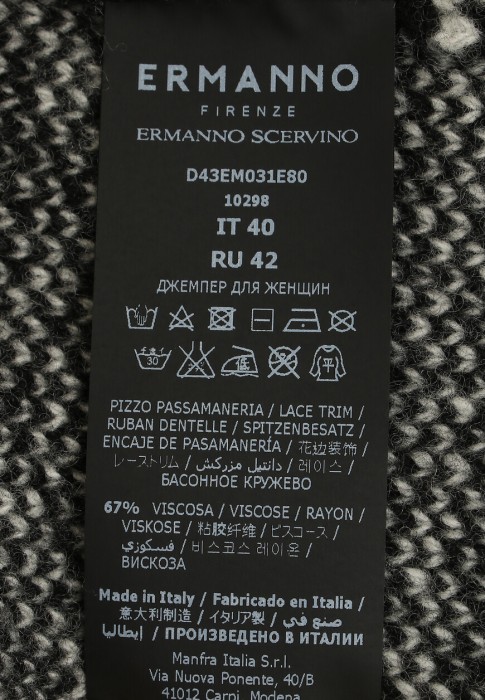 ERMANNO
FIRENZE
ERMANNO SCERVINO
D43EM031E80
10298
IT 40
RU 42
ДЖЕМПЕР ДЛЯ ЖЕНЩИН
30
PIZZO PASSAMANERIA / LACE TRIM /
RUBAN DENTELLE / SPITZENBESATZ /
ENCAJE DE PASAMANERÍA / 花边装饰 /
レーストリム / دانتيل مزركش / 레이스 /
БАСОННОЕ КРУЖЕВО
67% VISCOSA / VISCOSE / RAYON /
VISKOSE / 粘胶纤维 / ビスコース /
فسكوزي / 비스코스 레이온 /
ВИСКОЗА
Made in Italy / Fabricado en Italia /
意大利制造 / イタリア製 / صنع في
إيطاليا / ПРОИЗВЕДЕНО В ИТАЛИИ
Manfra Italia S.r.l.
Via Nuova Ponente, 40/B
41012 Carpi, Modena